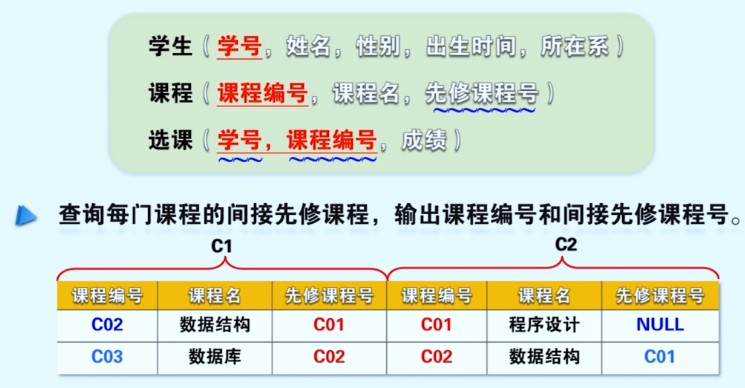 学生（学号，姓名，性别，出生时间，所在系）
课程（课程编号，课程名，先修课程号）
选课（学号，课程编号，成绩）
查询每门课程的间接先修课程，输出课程编号和间接先修课程号。
C1 C2
课程编号 课程名 先修课程号 课程编号 课程名 先修课程号
C02 数据结构 C01 C01 程序设计 NULL
C03 数据库 C02 C02 数据结构 C01